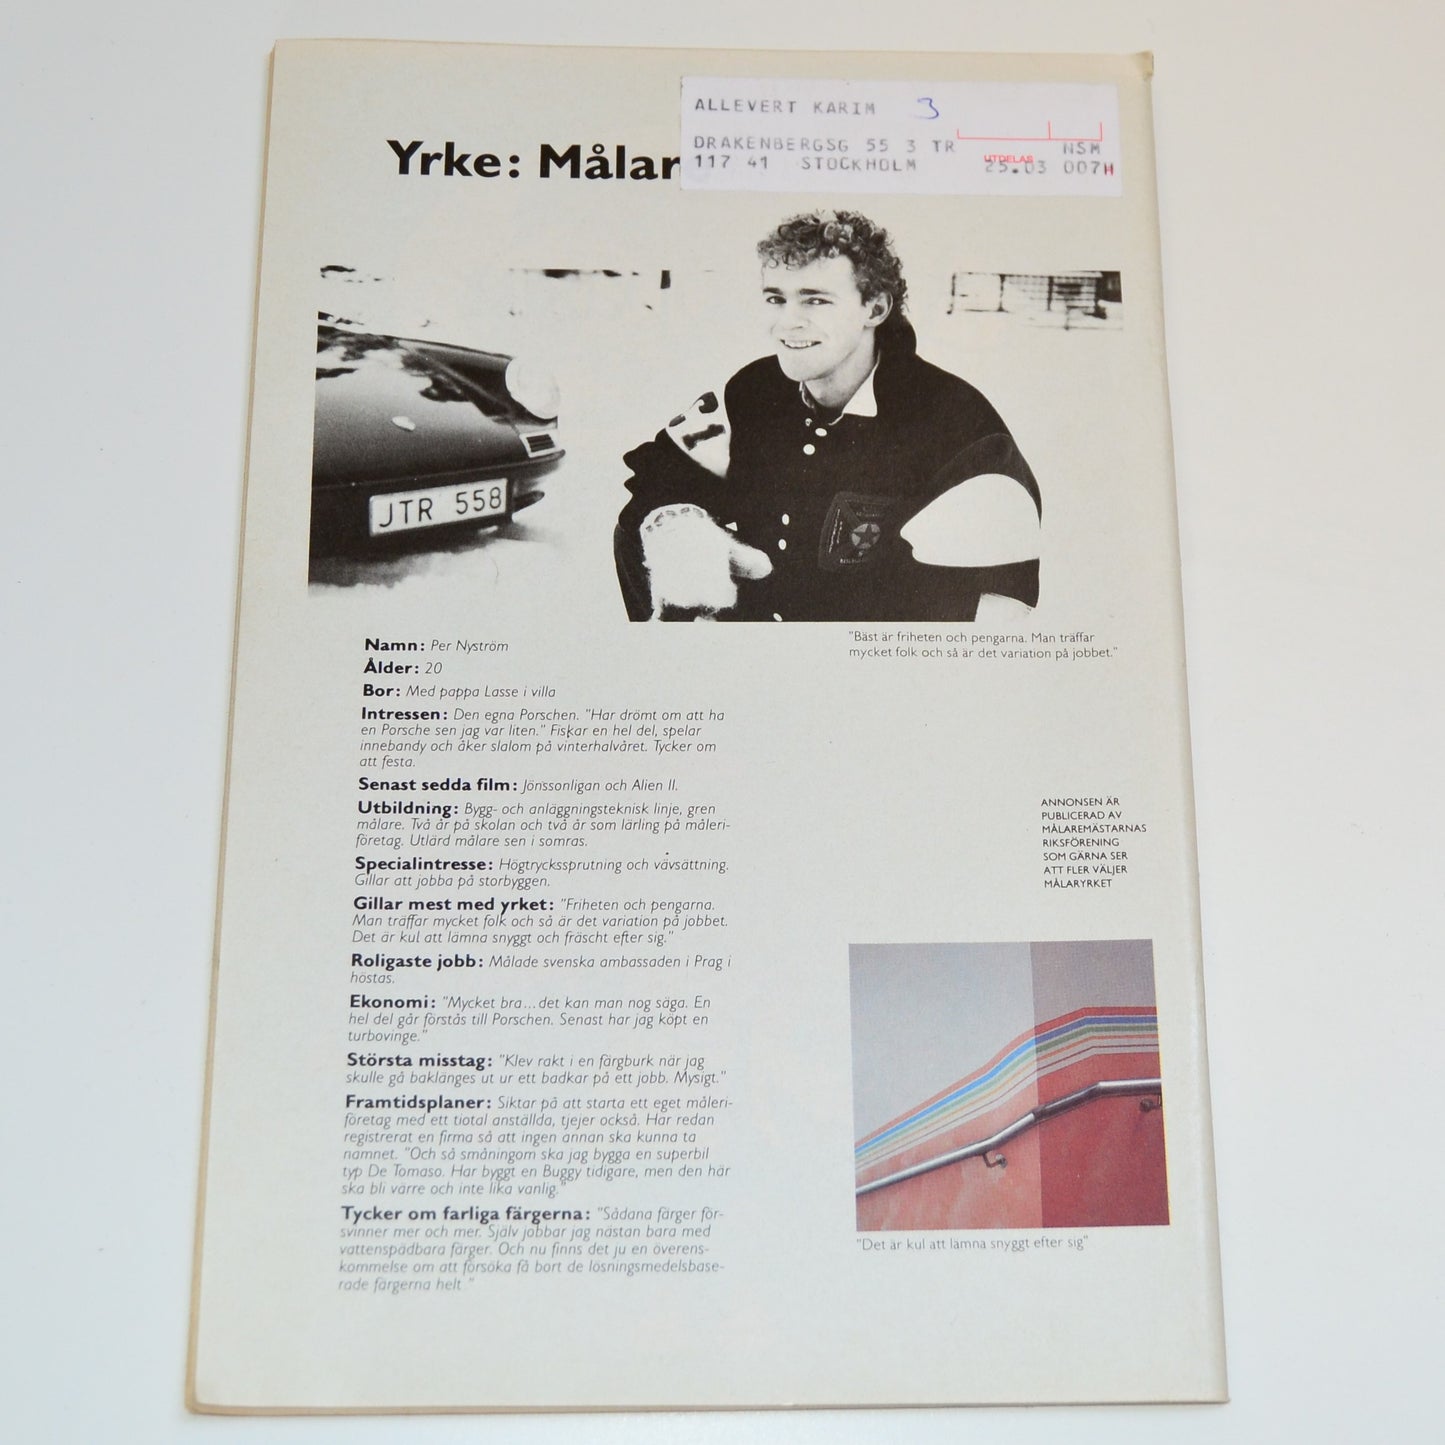 ALLEVERT KARIM 3
DRAKENBERGSG 55 3 TR NSM
UTDELAS
117 41 STOCKHOLM 25.03 007H
Yrke: Målar
JTR 558
"Bäst är friheten och pengarna. Man träffar
mycket folk och så är det variation på jobbet."
Namn: Per Nyström
Ålder: 20
Bor: Med pappa Lasse i villa
Intressen: Den egna Porschen. "Har drömt om att ha
en Porsche sen jag var liten." Fiskar en hel del, spelar
innebandy och åker slalom på vinterhalvåret. Tycker om
att festa.
Senast sedda film: Jönssonligan och Alien II.
Utbildning: Bygg- och anläggningsteknisk linje, gren
målare. Två år på skolan och två år som lärling på måleri-
företag. Utlärd målare sen i somras.
Specialintresse: Högtryckssprutning och vävsättning.
Gillar att jobba på storbyggen.
Gillar mest med yrket: "Friheten och pengarna.
Man träffar mycket folk och så är det variation på jobbet.
Det är kul att lämna snyggt och fräscht efter sig."
Roligaste jobb: Målade svenska ambassaden i Prag i
höstas.
Ekonomi: "Mycket bra...det kan man nog säga. En
hel del går förstås till Porschen. Senast har jag köpt en
turbovinge."
Största misstag: "Klev rakt i en färgburk när jag
skulle gå baklänges ut ur ett badkar på ett jobb. Mysigt."
Framtidsplaner: Siktar på att starta ett eget måleri-
företag med ett tiotal anställda, tjejer också. Har redan
registrerat en firma så att ingen annan ska kunna ta
namnet. "Och så småningom ska jag bygga en superbil
typ De Tomaso. Har byggt en Buggy tidigare, men den här
ska bli värre och inte lika vanlig."
Tycker om farliga färgerna: "Sådana färger för-
svinner mer och mer. Själv jobbar jag nästan bara med
vattenspädbara färger. Och nu finns det ju en överens-
kommelse om att försöka få bort de lösningsmedelsbase-
rade färgerna helt."
ANNONSEN ÄR
PUBLICERAD AV
MÅLAREMÄSTARNAS
RIKSFÖRENING
SOM GÄRNA SER
ATT FLER VÄLJER
MÅLARYRKET
"Det är kul att lämna snyggt efter sig"